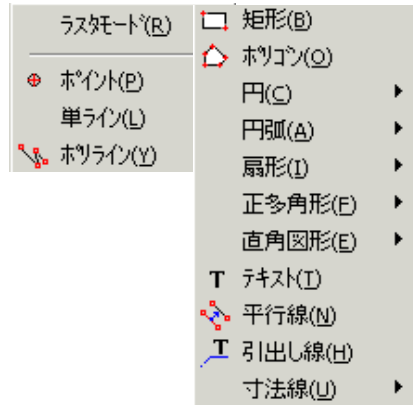 ラスタモード(R)
ポイント(P)
単ライン(L)
ポリライン(Y)
矩形(B)
ポリゴン(O)
円(C)
円弧(A)
扇形(I)
正多角形(F)
直角図形(E)
テキスト(T)
平行線(N)
引出し線(H)
寸法線(U)